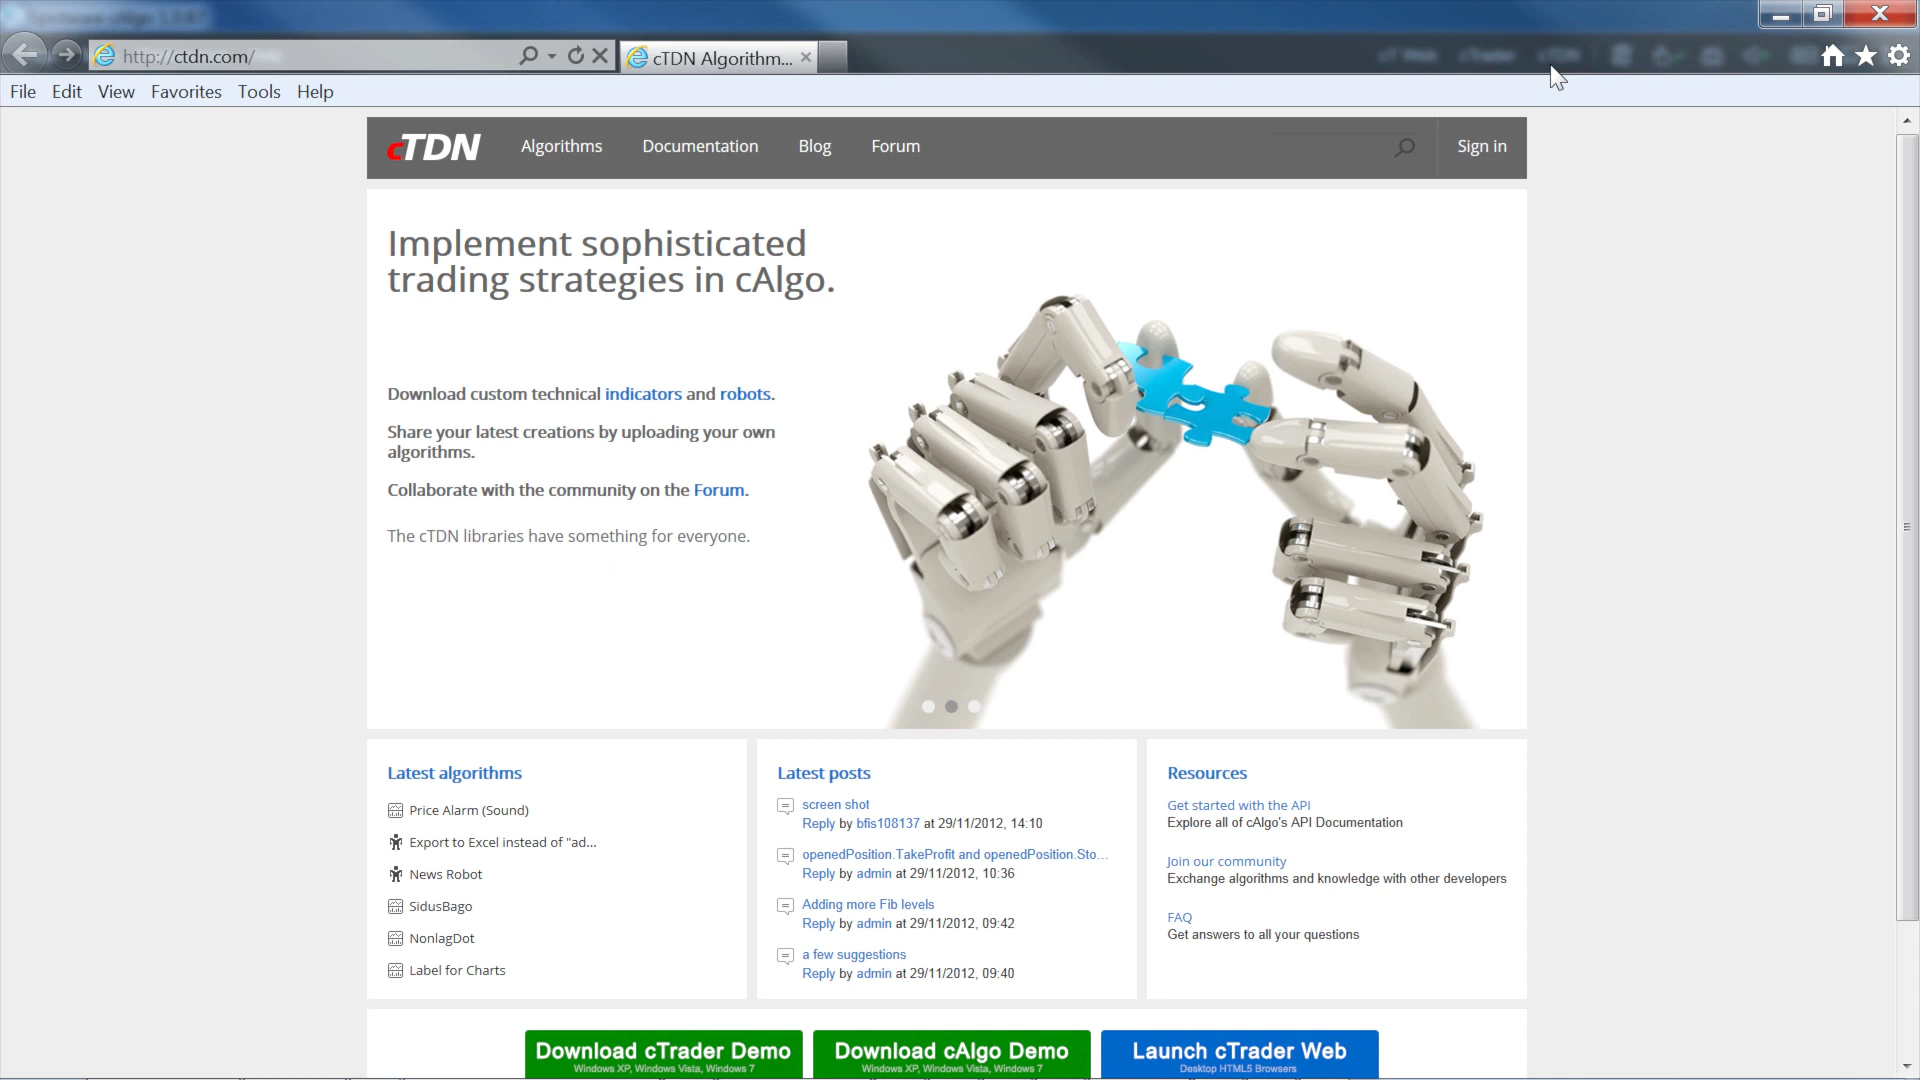 http://ctdn.com/
cTDN Algorithm...
File Edit View Favorites Tools Help
cTDN Algorithms Documentation Blog Forum Sign in
Implement sophisticated
trading strategies in cAlgo.
Download custom technical indicators and robots.
Share your latest creations by uploading your own
algorithms.
Collaborate with the community on the Forum.
The cTDN libraries have something for everyone.
Latest algorithms
Price Alarm (Sound)
Export to Excel instead of "ad...
News Robot
SidusBago
NonlagDot
Label for Charts
Latest posts
screen shot
Reply by bfis108137 at 29/11/2012, 14:10
openedPosition.TakeProfit and openedPosition.Sto...
Reply by admin at 29/11/2012, 10:36
Adding more Fib levels
Reply by admin at 29/11/2012, 09:42
a few suggestions
Reply by admin at 29/11/2012, 09:40
Resources
Get started with the API
Explore all of cAlgo's API Documentation
Join our community
Exchange algorithms and knowledge with other developers
FAQ
Get answers to all your questions
Download cTrader Demo
Windows XP, Windows Vista, Windows 7
Download cAlgo Demo
Windows XP, Windows Vista, Windows 7
Launch cTrader Web
Desktop HTML5 Browsers